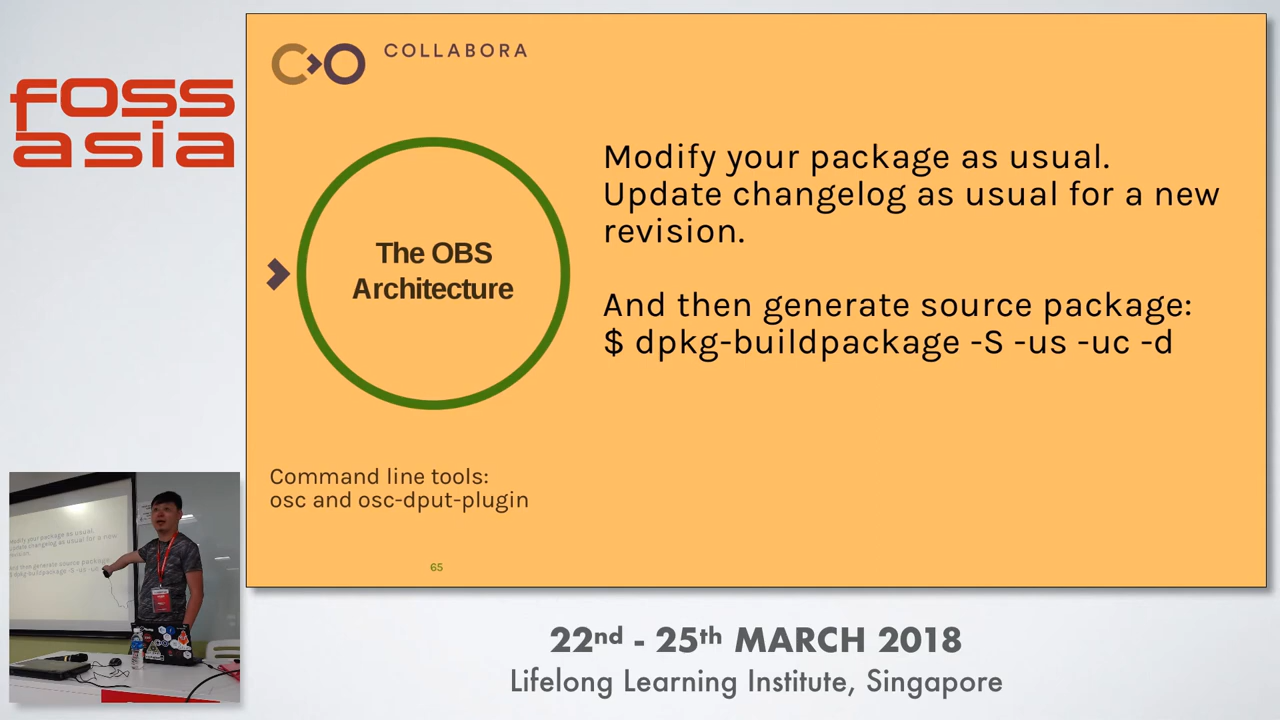 foss
asia
COLLABORA
The OBS
Architecture
Modify your package as usual.
Update changelog as usual for a new
revision.
And then generate source package:
$ dpkg-buildpackage -S -us -uc -d
Command line tools:
osc and osc-dput-plugin
65
22nd - 25th MARCH 2018
Lifelong Learning Institute, Singapore